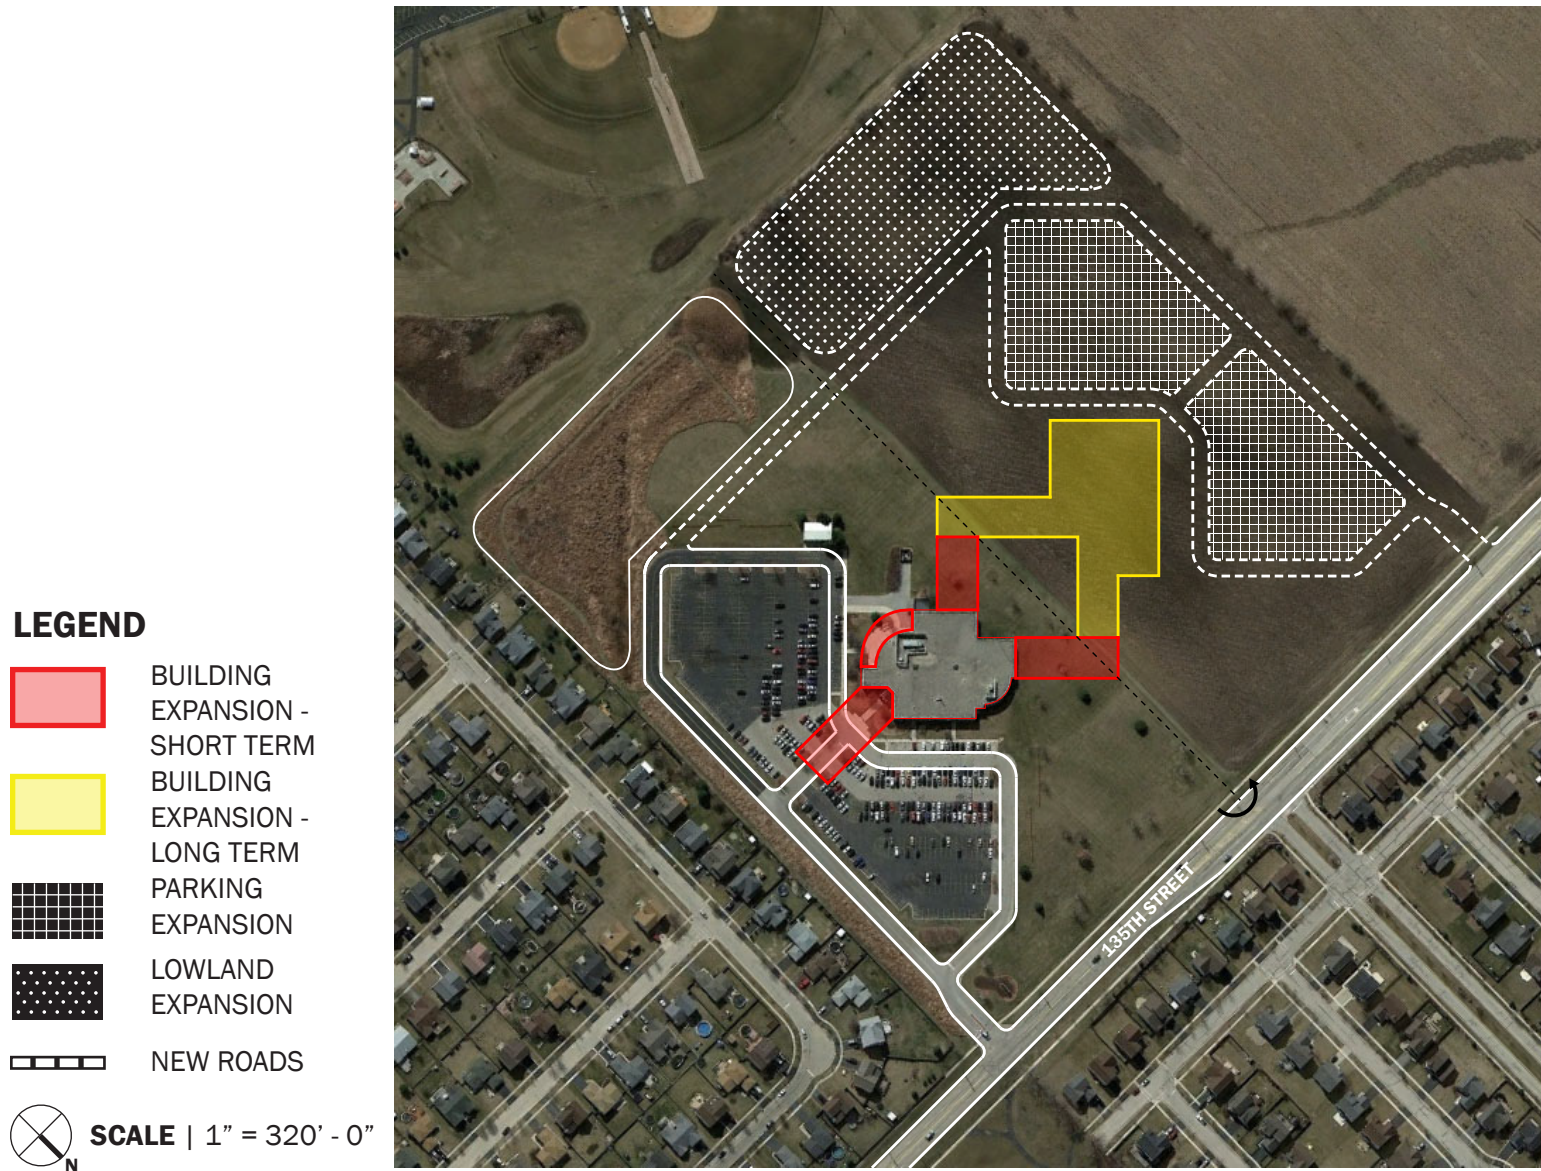 LEGEND
BUILDING
EXPANSION -
SHORT TERM
BUILDING
EXPANSION -
LONG TERM
PARKING
EXPANSION
LOWLAND
EXPANSION
NEW ROADS
N
SCALE | 1” = 320’ - 0”
135TH STREET